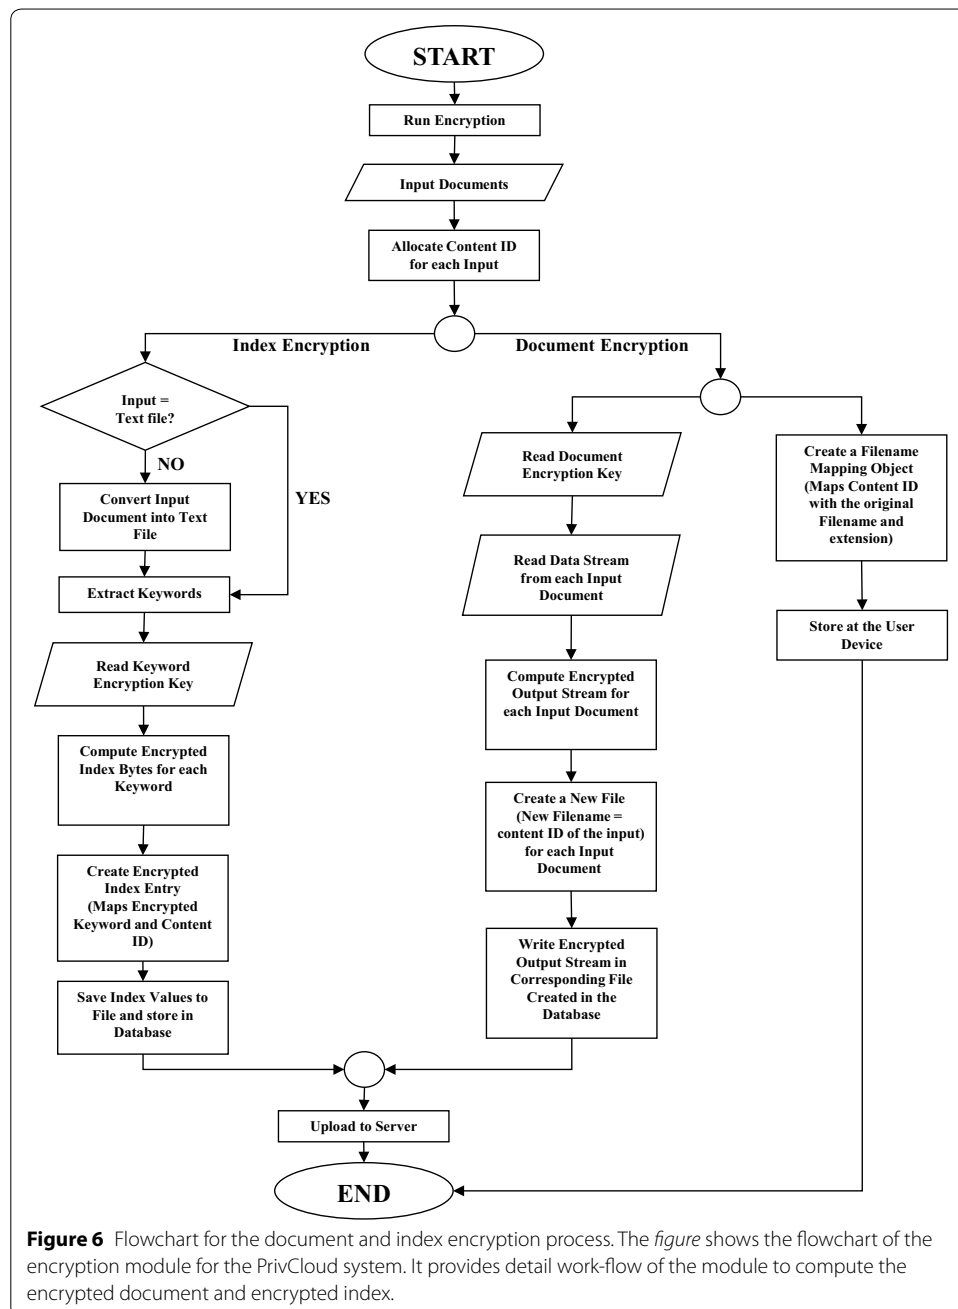 START
Run Encryption
Input Documents
Allocate Content ID
for each Input
Index Encryption
Document Encryption
Input =
Text file?
NO
YES
Convert Input
Document into Text
File
Extract Keywords
Read Keyword
Encryption Key
Compute Encrypted
Index Bytes for each
Keyword
Create Encrypted
Index Entry
(Maps Encrypted
Keyword and Content
ID)
Save Index Values to
File and store in
Database
Read Document
Encryption Key
Read Data Stream
from each Input
Document
Compute Encrypted
Output Stream for
each Input Document
Create a New File
(New Filename =
content ID of the input)
for each Input
Document
Write Encrypted
Output Stream in
Corresponding File
Created in the
Database
Create a Filename
Mapping Object
(Maps Content ID
with the original
Filename and
extension)
Store at the User
Device
Upload to Server
END
Figure 6 Flowchart for the document and index encryption process. The figure shows the flowchart of the
encryption module for the PrivCloud system. It provides detail work-flow of the module to compute the
encrypted document and encrypted index.